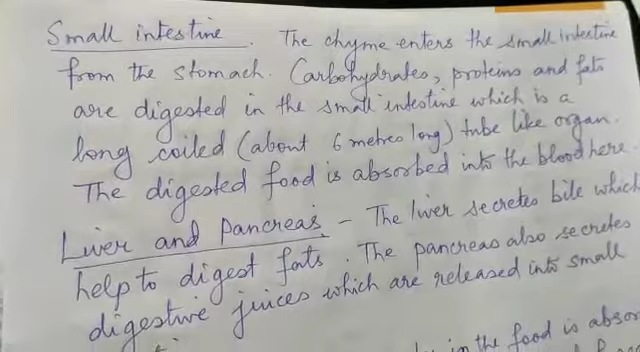 Small intestine. The chyme enters the small intestine
from the stomach. Carbohydrates, proteins and fats
are digested in the small intestine which is a
long coiled (about 6 metres long) tube like organ.
The digested food is absorbed into the blood here.
Liver and Pancreas - The liver secretes bile which
help to digest fats. The pancreas also secretes
digestive juices which are released into small
in the food is absor